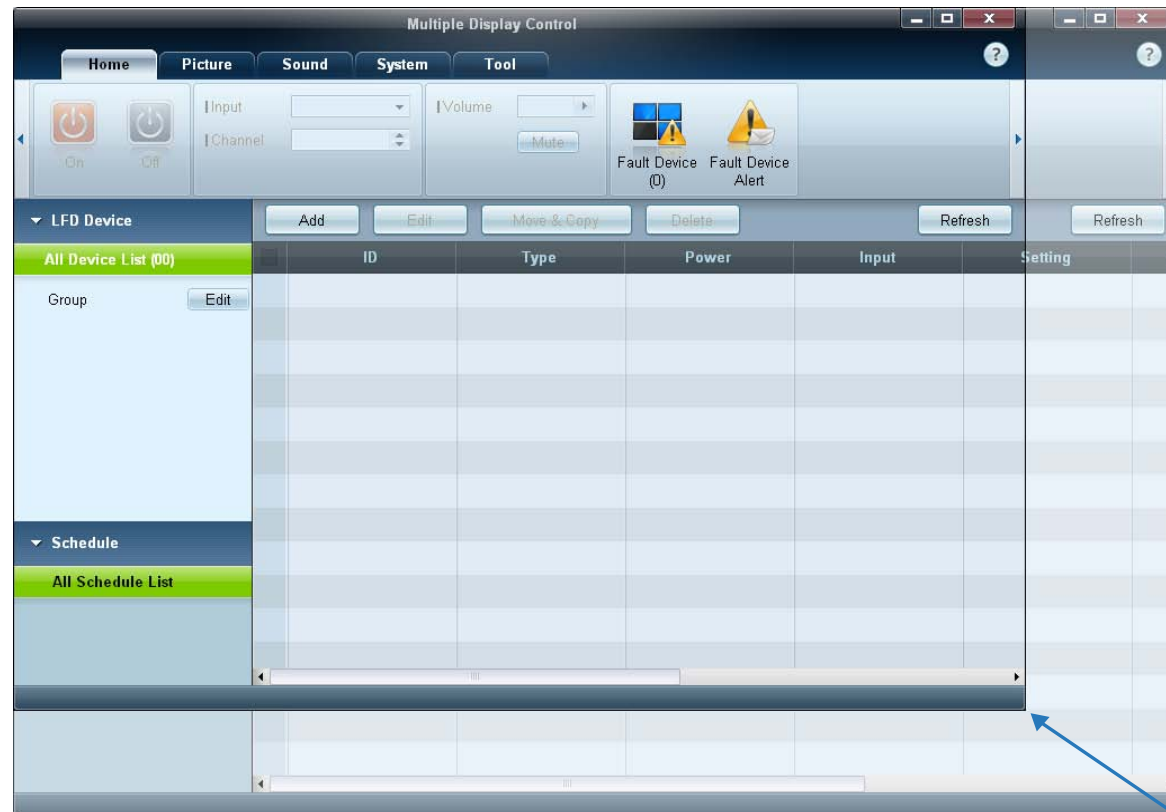 Multiple Display Control
?
?
Home Picture Sound System Tool
On Off
Input
Channel
Volume
Mute
Fault Device (0)
Fault Device Alert
LFD Device
Add Edit Move & Copy Delete Refresh Refresh
All Device List (00)
ID Type Power Input Setting
Group Edit
Schedule
All Schedule List